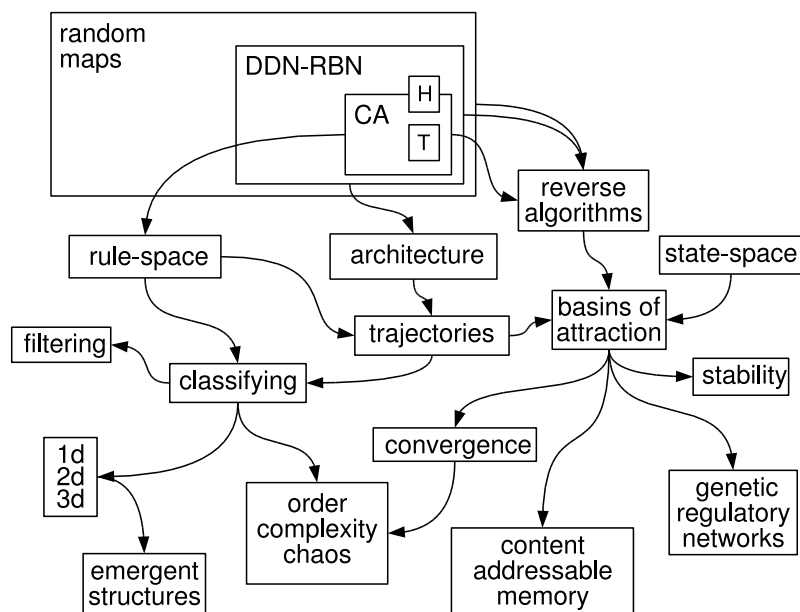 random
maps
DDN-RBN
H
CA
T
reverse
algorithms
rule-space
architecture
state-space
basins of
attraction
trajectories
filtering
classifying
stability
convergence
1d
2d
3d
order
complexity
chaos
genetic
regulatory
networks
content
addressable
memory
emergent
structures